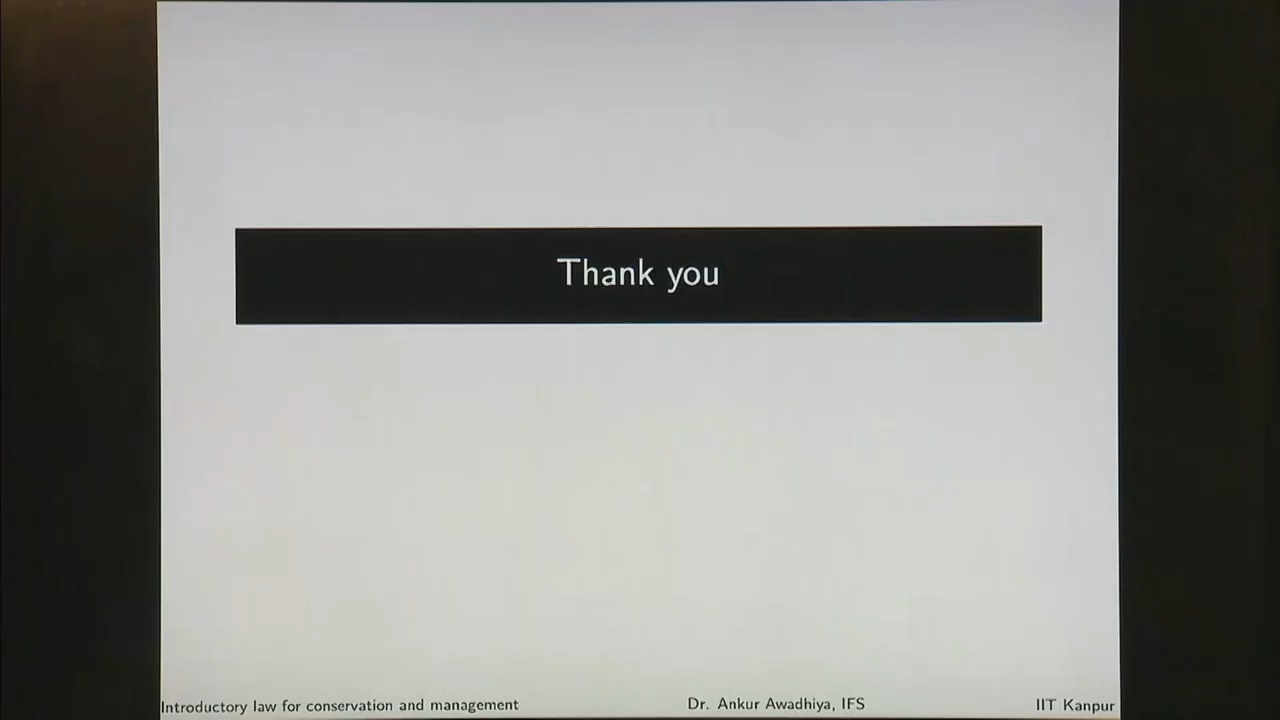 Thank you
Introductory law for conservation and management Dr. Ankur Awadhiya, IFS IIT Kanpur